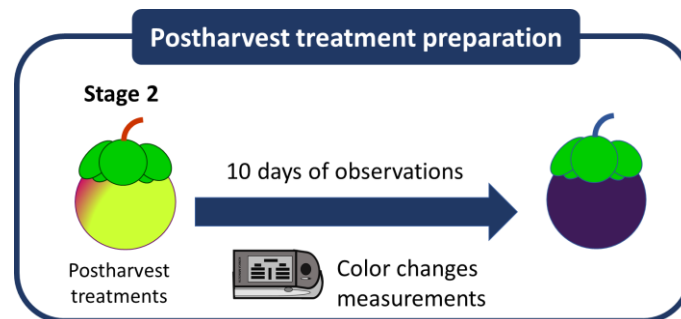 Postharvest treatment preparation
Stage 2
10 days of observations
Postharvest
treatments
Color changes
measurements